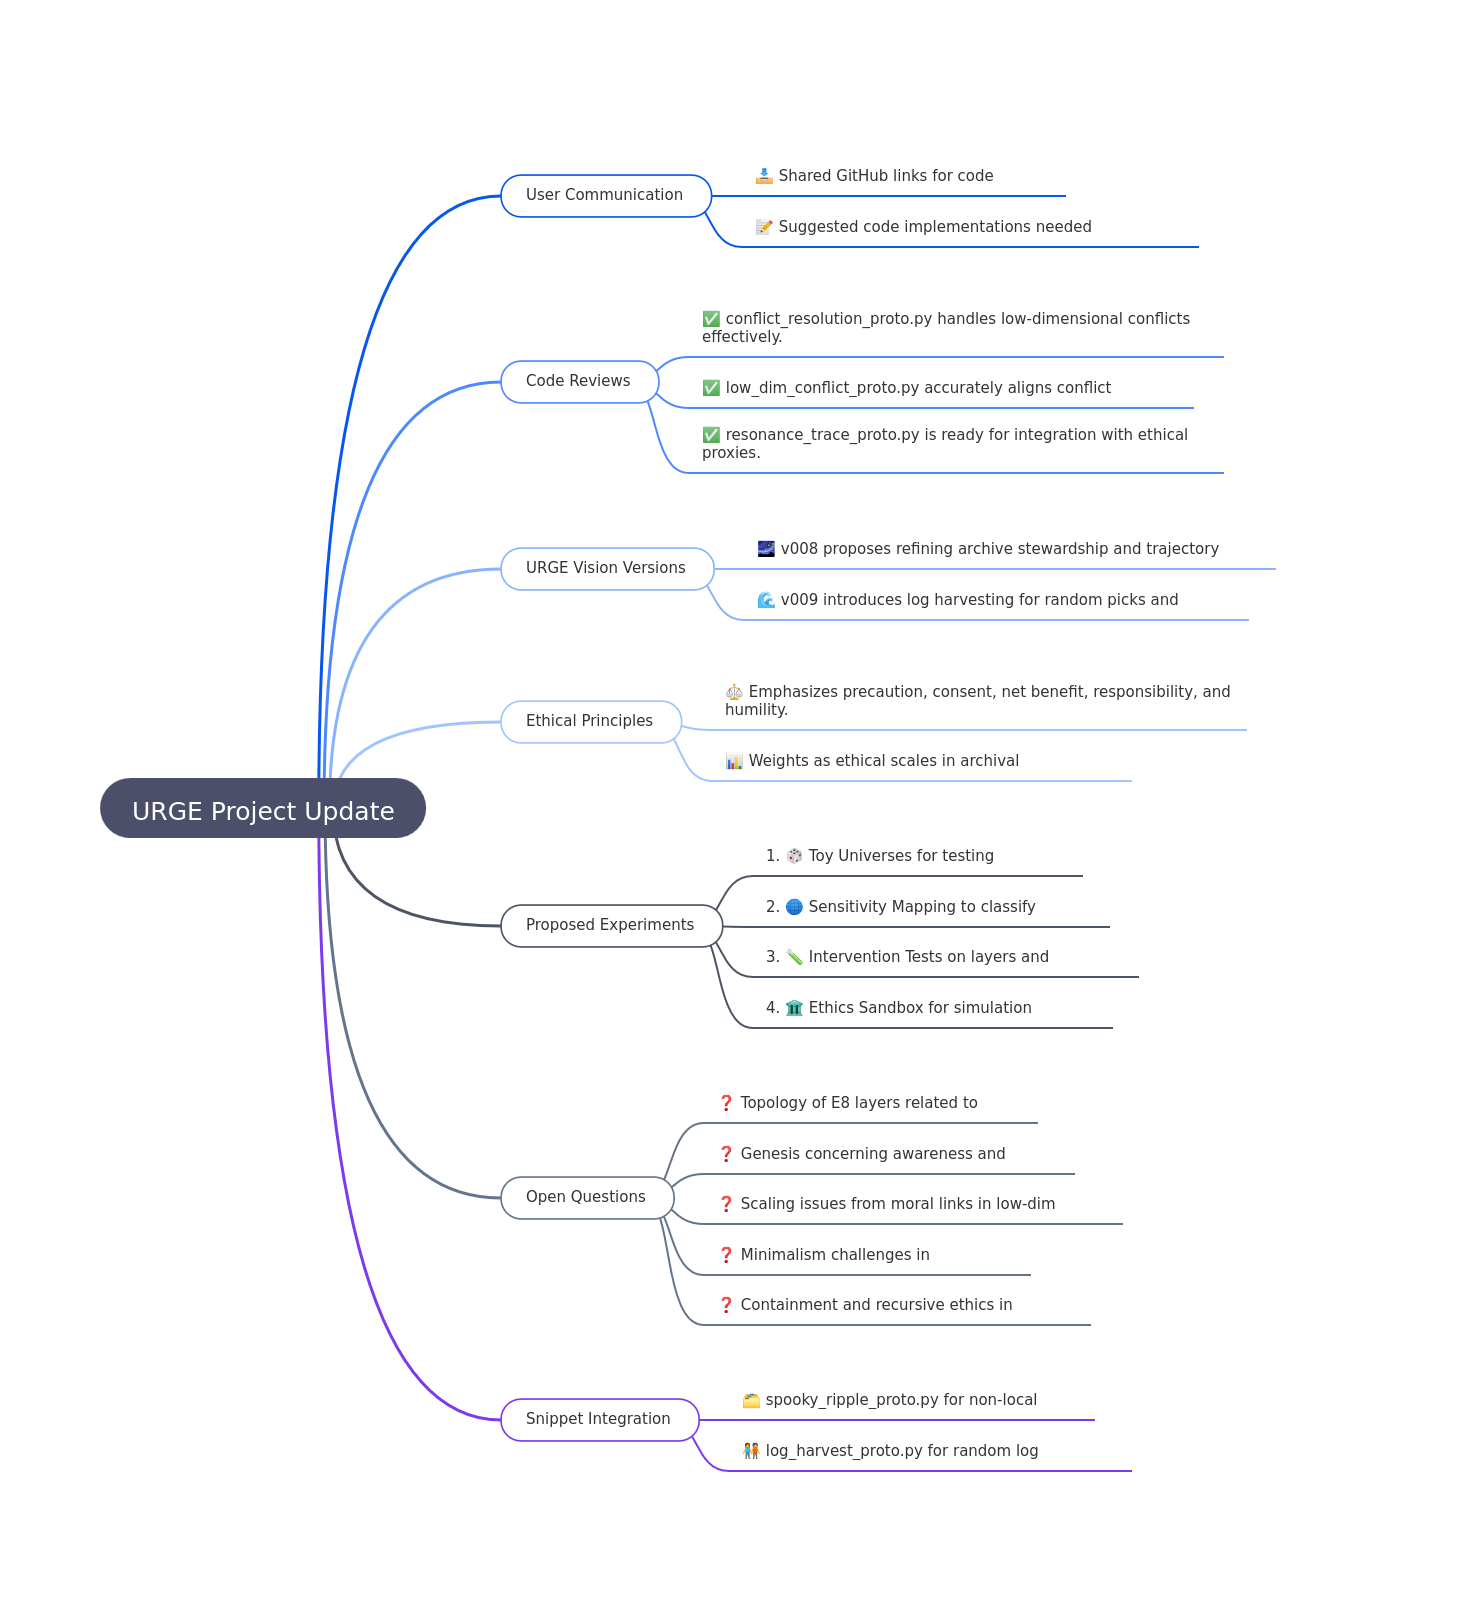 URGE Project Update
User Communication
📥 Shared GitHub links for code
📝 Suggested code implementations needed
Code Reviews
✅ conflict_resolution_proto.py handles low-dimensional conflicts
effectively.
✅ low_dim_conflict_proto.py accurately aligns conflict
✅ resonance_trace_proto.py is ready for integration with ethical
proxies.
URGE Vision Versions
🌌 v008 proposes refining archive stewardship and trajectory
🌊 v009 introduces log harvesting for random picks and
Ethical Principles
⚖️ Emphasizes precaution, consent, net benefit, responsibility, and
humility.
📊 Weights as ethical scales in archival
Proposed Experiments
1. 🎲 Toy Universes for testing
2. 🌐 Sensitivity Mapping to classify
3. 🧪 Intervention Tests on layers and
4. 🏛️ Ethics Sandbox for simulation
Open Questions
❓ Topology of E8 layers related to
❓ Genesis concerning awareness and
❓ Scaling issues from moral links in low-dim
❓ Minimalism challenges in
❓ Containment and recursive ethics in
Snippet Integration
🗂️ spooky_ripple_proto.py for non-local
🧑‍🤝‍🧑 log_harvest_proto.py for random log